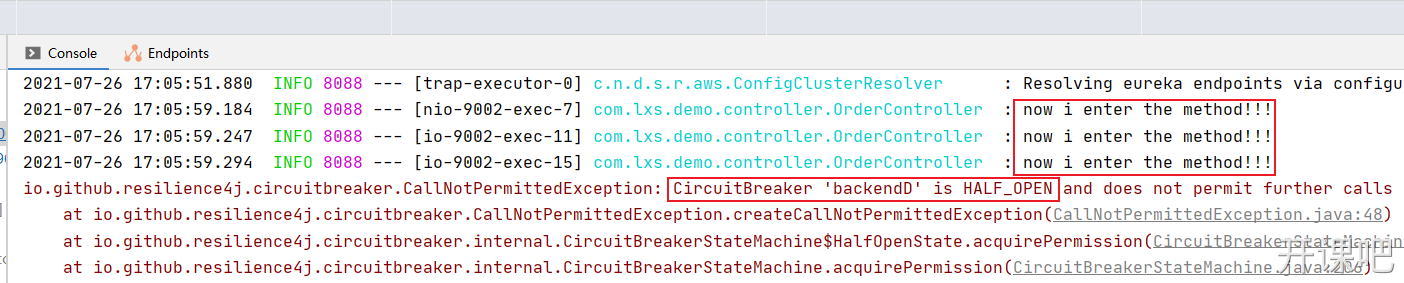 Console Endpoints
2021-07-26 17:05:51.880 INFO 8088 --- [trap-executor-0] c.n.d.s.r.aws.ConfigClusterResolver : Resolving eureka endpoints via configu
2021-07-26 17:05:59.184 INFO 8088 --- [nio-9002-exec-7] com.lxs.demo.controller.OrderController : now i enter the method!!!
2021-07-26 17:05:59.247 INFO 8088 --- [io-9002-exec-11] com.lxs.demo.controller.OrderController : now i enter the method!!!
2021-07-26 17:05:59.294 INFO 8088 --- [io-9002-exec-15] com.lxs.demo.controller.OrderController : now i enter the method!!!
io.github.resilience4j.circuitbreaker.CallNotPermittedException: CircuitBreaker 'backendD' is HALF_OPEN and does not permit further calls
at io.github.resilience4j.circuitbreaker.CallNotPermittedException.createCallNotPermittedException(CallNotPermittedException.java:48)
at io.github.resilience4j.circuitbreaker.internal.CircuitBreakerStateMachine$HalfOpenState.acquirePermission(CircuitBreakerStateMachin
at io.github.resilience4j.circuitbreaker.internal.CircuitBreakerStateMachine.acquirePermission(CircuitBreakerStateMachine.java:206)
开课吧